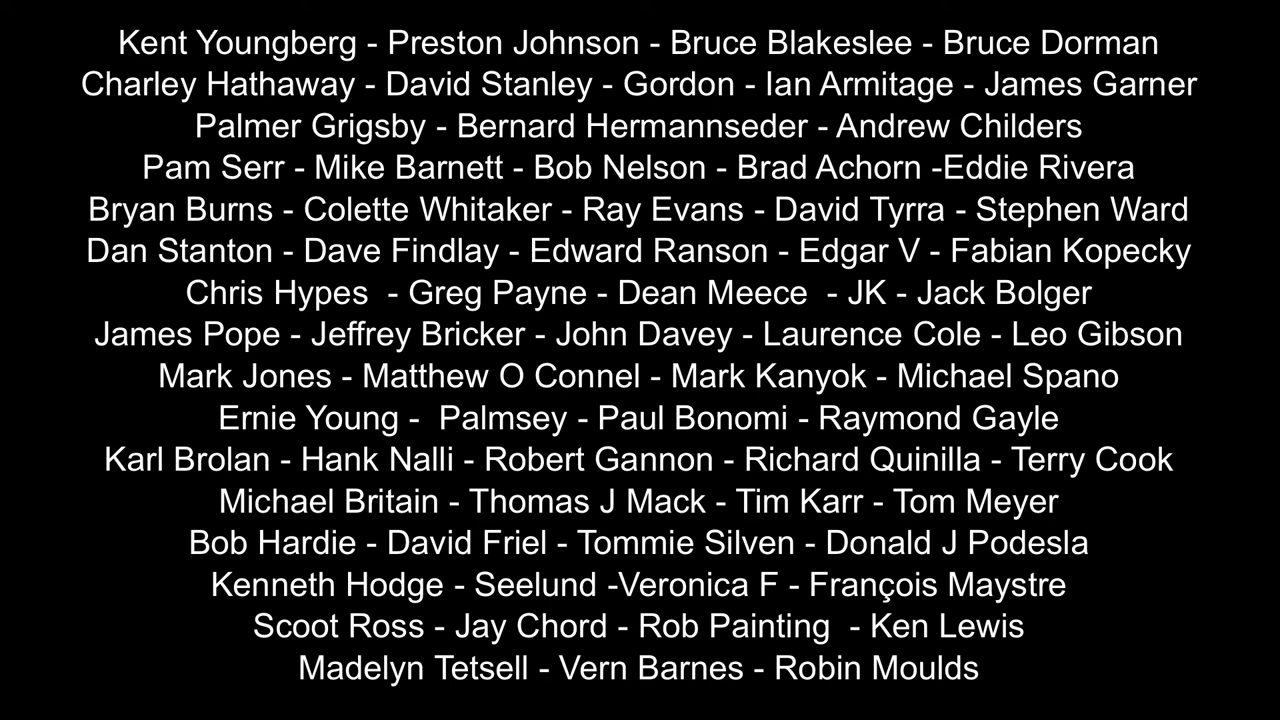 Kent Youngberg - Preston Johnson - Bruce Blakeslee - Bruce Dorman
Charley Hathaway - David Stanley - Gordon - Ian Armitage - James Garner
Palmer Grigsby - Bernard Hermannseder - Andrew Childers
Pam Serr - Mike Barnett - Bob Nelson - Brad Achorn -Eddie Rivera
Bryan Burns - Colette Whitaker - Ray Evans - David Tyrra - Stephen Ward
Dan Stanton - Dave Findlay - Edward Ranson - Edgar V - Fabian Kopecky
Chris Hypes  - Greg Payne - Dean Meece  - JK - Jack Bolger
James Pope - Jeffrey Bricker - John Davey - Laurence Cole - Leo Gibson
Mark Jones - Matthew O Connel - Mark Kanyok - Michael Spano
Ernie Young -  Palmsey - Paul Bonomi - Raymond Gayle
Karl Brolan - Hank Nalli - Robert Gannon - Richard Quinilla - Terry Cook
Michael Britain - Thomas J Mack - Tim Karr - Tom Meyer
Bob Hardie - David Friel - Tommie Silven - Donald J Podesla
Kenneth Hodge - Seelund -Veronica F - François Maystre
Scoot Ross - Jay Chord - Rob Painting  - Ken Lewis
Madelyn Tetsell - Vern Barnes - Robin Moulds